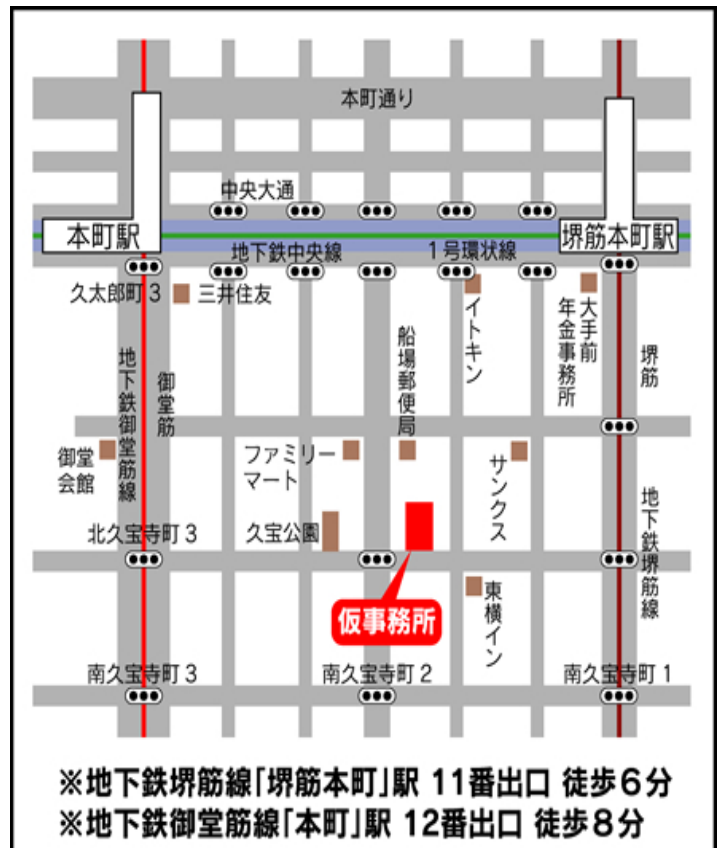 本町通り
中央大通
本町駅
堺筋本町駅
地下鉄中央線
1号環状線
久太郎町3
三井住友
イトキン
大手前
年金事務所
船場郵便局
堺筋
地下鉄御堂筋線
御堂筋
御堂
会館
ファミリー
マート
サンクス
北久宝寺町3
久宝公園
地下鉄堺筋線
仮事務所
東横イン
南久宝寺町3
南久宝寺町2
南久宝寺町1
※地下鉄堺筋線「堺筋本町」駅 11番出口 徒歩6分
※地下鉄御堂筋線「本町」駅 12番出口 徒歩8分